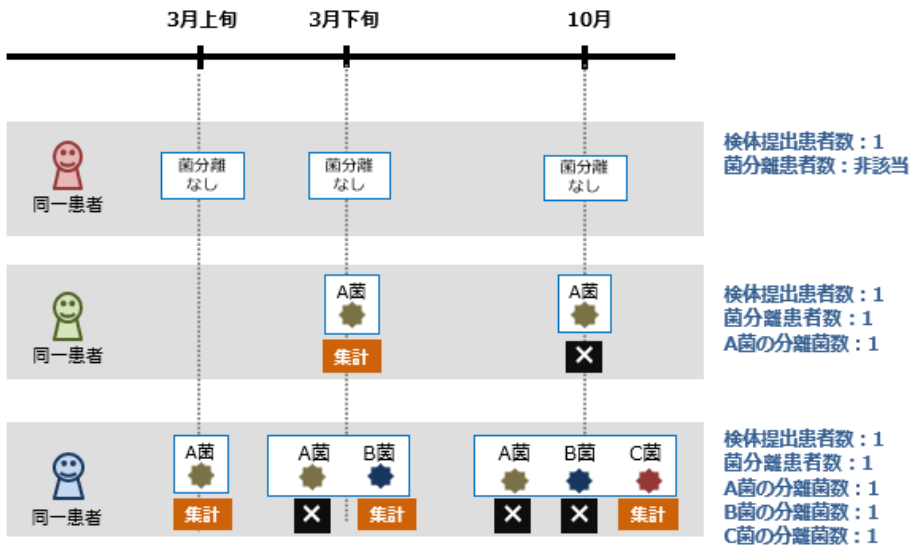 3月上旬
3月下旬
10月
同一患者
菌分離
なし
菌分離
なし
菌分離
なし
検体提出患者数：1
菌分離患者数：非該当
同一患者
A菌
集計
A菌
×
検体提出患者数：1
菌分離患者数：1
A菌の分離菌数：1
同一患者
A菌
集計
A菌
B菌
×
集計
A菌
B菌
C菌
×
×
集計
検体提出患者数：1
菌分離患者数：1
A菌の分離菌数：1
B菌の分離菌数：1
C菌の分離菌数：1